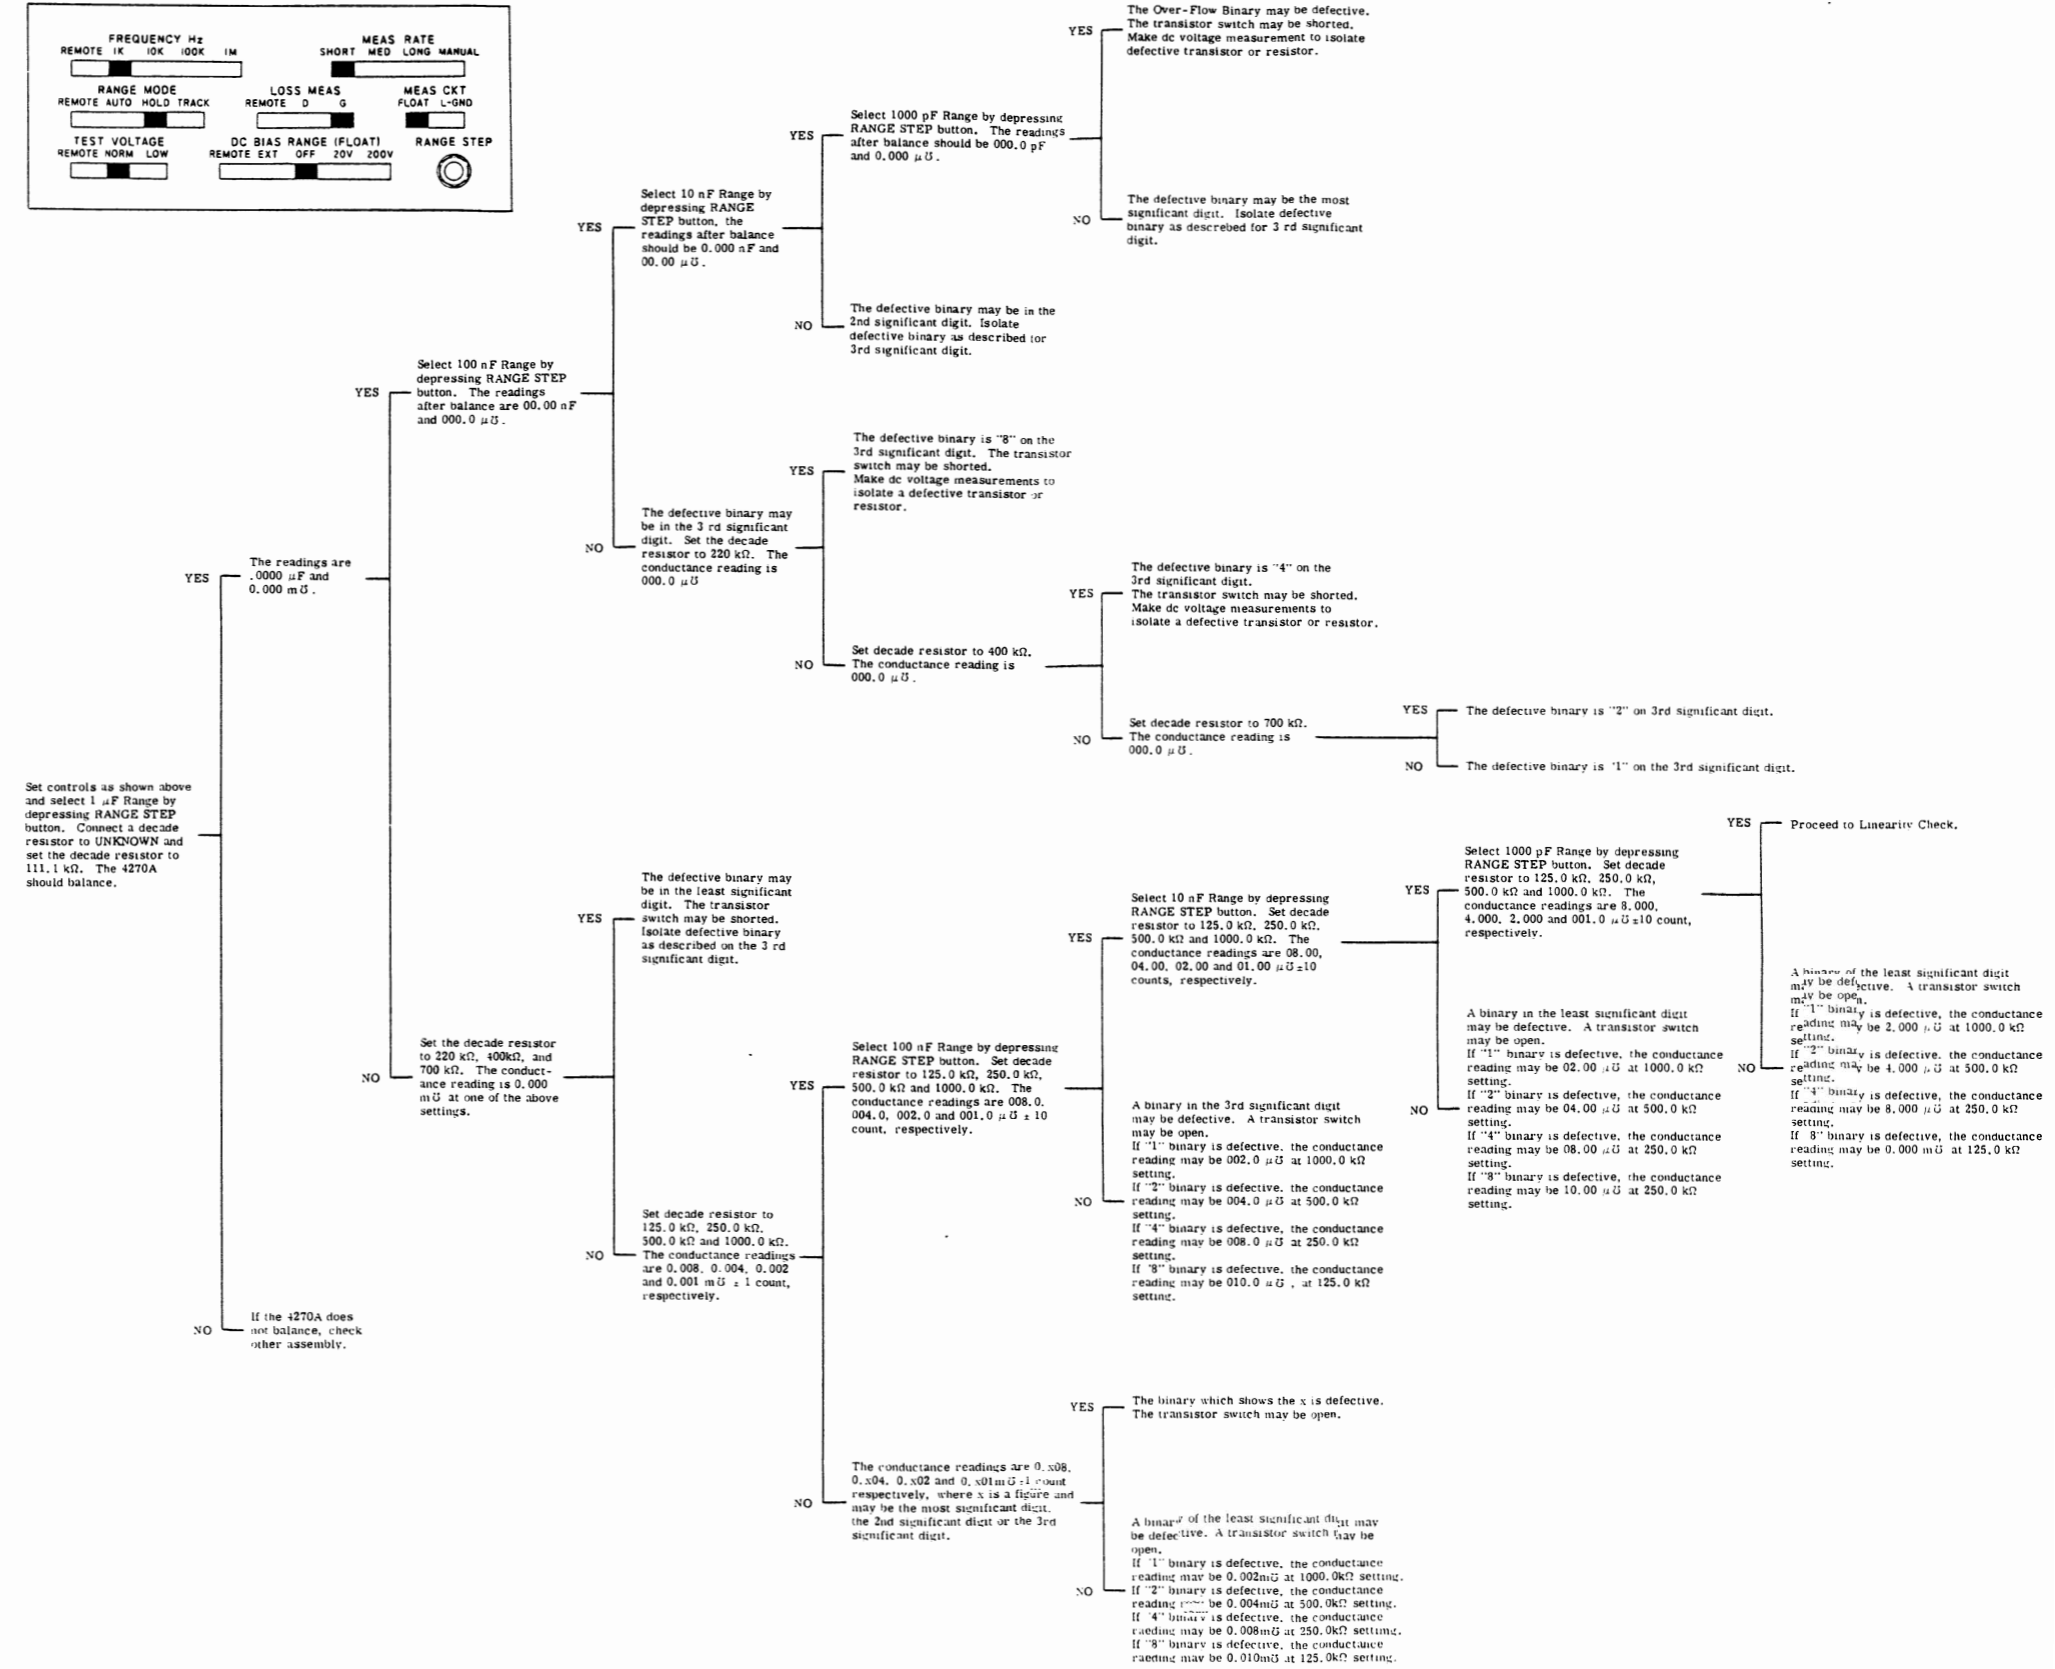 FREQUENCY Hz
REMOTE 1K 10K 100K 1M
MEAS RATE
SHORT MED LONG MANUAL
RANGE MODE
REMOTE AUTO HOLD TRACK
LOSS MEAS
REMOTE D G
MEAS CKT
FLOAT L-GND
TEST VOLTAGE
REMOTE NORM LOW
DC BIAS RANGE (FLOAT)
REMOTE EXT OFF 20V 200V
RANGE STEP
Set controls as shown above
and select 1 μF Range by
depressing RANGE STEP
button. Connect a decade
resistor to UNKNOWN and
set the decade resistor to
111.1 kΩ. The 4270A
should balance.
YES
The readings are
.0000 μF and
0.000 m℧.
NO
If the 4270A does
not balance, check
other assembly.
YES
Select 100 nF Range by
depressing RANGE STEP
button. The readings
after balance are 00.00 nF
and 000.0 μ℧.
NO
Set the decade resistor
to 220 kΩ, 400kΩ, and
700 kΩ. The conduct-
ance reading is 0.000
m℧ at one of the above
settings.
YES
Select 10 nF Range by
depressing RANGE
STEP button, the
readings after balance
should be 0.000 nF and
00.00 μ℧.
NO
The defective binary may
be in the 3 rd significant
digit. Set the decade
resistor to 220 kΩ. The
conductance reading is
000.0 μ℧
YES
Select 1000 pF Range by depressing
RANGE STEP button. The readings
after balance should be 000.0 pF
and 0.000 μ℧.
NO
The defective binary may be in the
2nd significant digit. Isolate
defective binary as described for
3rd significant digit.
YES
The Over-Flow Binary may be defective.
The transistor switch may be shorted.
Make dc voltage measurement to isolate
defective transistor or resistor.
NO
The defective binary may be the most
significant digit. Isolate defective
binary as descrebed for 3 rd significant
digit.
YES
The defective binary is "8" on the
3rd significant digit. The transistor
switch may be shorted.
Make dc voltage measurements to
isolate a defective transistor or
resistor.
NO
Set decade resistor to 400 kΩ.
The conductance reading is
000.0 μ℧.
YES
The defective binary is "4" on the
3rd significant digit.
The transistor switch may be shorted.
Make dc voltage measurements to
isolate a defective transistor or resistor.
NO
Set decade resistor to 700 kΩ.
The conductance reading is
000.0 μ℧.
YES
The defective binary is "2" on 3rd significant digit.
NO
The defective binary is "1" on the 3rd significant digit.
YES
The defective binary may
be in the least significant
digit. The transistor
switch may be shorted.
Isolate defective binary
as described on the 3 rd
significant digit.
NO
Set decade resistor to
125.0 kΩ, 250.0 kΩ,
500.0 kΩ and 1000.0 kΩ.
The conductance readings
are 0.008, 0.004, 0.002
and 0.001 m℧ ± 1 count,
respectively.
YES
Select 100 nF Range by depressing
RANGE STEP button. Set decade
resistor to 125.0 kΩ, 250.0 kΩ,
500.0 kΩ and 1000.0 kΩ. The
conductance readings are 008.0,
004.0, 002.0 and 001.0 μ℧ ± 10
count, respectively.
NO
The conductance readings are 0.x08,
0.x04, 0.x02 and 0.x01m℧ ±1 count
respectively, where x is a figure and
may be the most significant digit,
the 2nd significant digit or the 3rd
significant digit.
YES
Select 10 nF Range by depressing
RANGE STEP button. Set decade
resistor to 125.0 kΩ, 250.0 kΩ,
500.0 kΩ and 1000.0 kΩ. The
conductance readings are 08.00,
04.00, 02.00 and 01.00 μ℧ ±10
counts, respectively.
NO
A binary in the 3rd significant digit
may be defective. A transistor switch
may be open.
If "1" binary is defective, the conductance
reading may be 002.0 μ℧ at 1000.0 kΩ
setting.
If "2" binary is defective, the conductance
reading may be 004.0 μ℧ at 500.0 kΩ
setting.
If "4" binary is defective, the conductance
reading may be 008.0 μ℧ at 250.0 kΩ
setting.
If "8" binary is defective, the conductance
reading may be 010.0 μ℧, at 125.0 kΩ
setting.
YES
Select 1000 pF Range by depressing
RANGE STEP button. Set decade
resistor to 125.0 kΩ, 250.0 kΩ,
500.0 kΩ and 1000.0 kΩ. The
conductance readings are 8.000,
4.000, 2.000 and 001.0 μ℧ ±10 count,
respectively.
NO
A binary in the least significant digit
may be defective. A transistor switch
may be open.
If "1" binary is defective, the conductance
reading may be 02.00 μ℧ at 1000.0 kΩ
setting.
If "2" binary is defective, the conductance
reading may be 04.00 μ℧ at 500.0 kΩ
setting.
If "4" binary is defective, the conductance
reading may be 08.00 μ℧ at 250.0 kΩ
setting.
If "8" binary is defective, the conductance
reading may be 10.00 μ℧ at 250.0 kΩ
setting.
YES
Proceed to Linearity Check.
NO
A binary of the least significant digit
may be defective. A transistor switch
may be open.
If "1" binary is defective, the conductance
reading may be 2.000 μ℧ at 1000.0 kΩ
setting.
If "2" binary is defective, the conductance
reading may be 4.000 μ℧ at 500.0 kΩ
setting.
If "4" binary is defective, the conductance
reading may be 8.000 μ℧ at 250.0 kΩ
setting.
If 8" binary is defective, the conductance
reading may be 0.000 m℧ at 125.0 kΩ
setting.
YES
The binary which shows the x is defective.
The transistor switch may be open.
NO
A binary of the least significant digit may
be defective. A transistor switch may be
open.
If "1" binary is defective, the conductance
reading may be 0.002m℧ at 1000.0kΩ setting.
If "2" binary is defective, the conductance
reading be 0.004m℧ at 500.0kΩ setting.
If "4" binary is defective, the conductance
raeding may be 0.008m℧ at 250.0kΩ setting.
If "8" binary is defective, the conductance
raeding may be 0.010m℧ at 125.0kΩ setting.